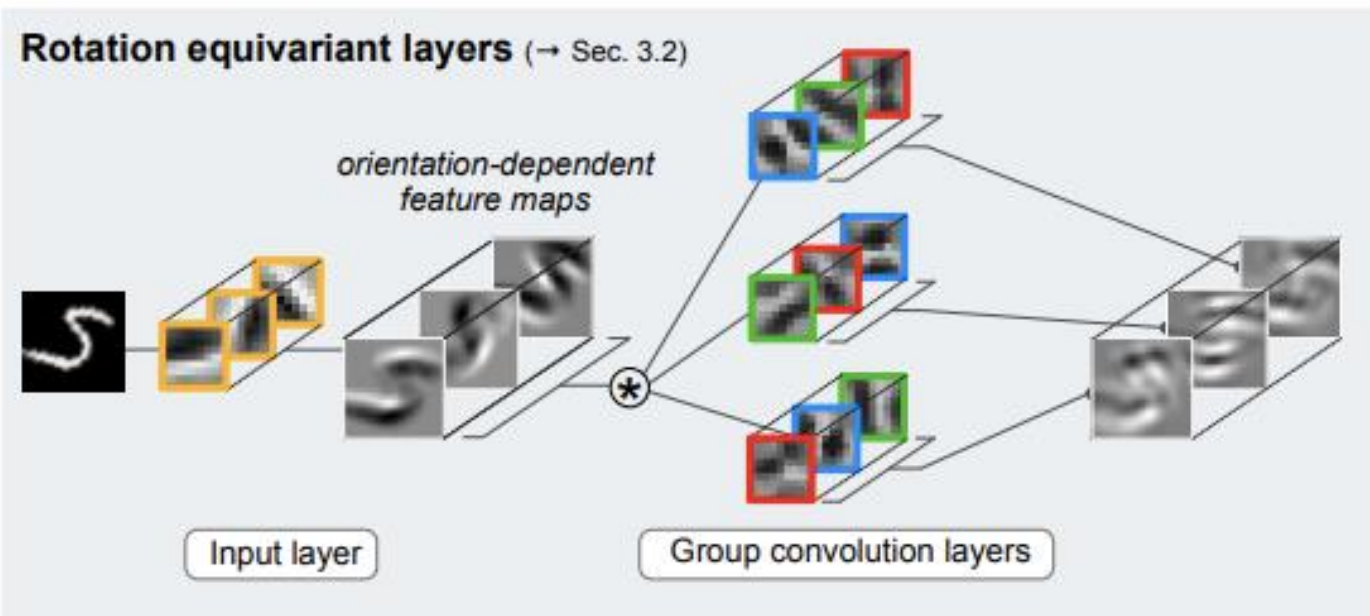 Rotation equivariant layers (→ Sec. 3.2)
orientation-dependent
feature maps
*
Input layer
Group convolution layers